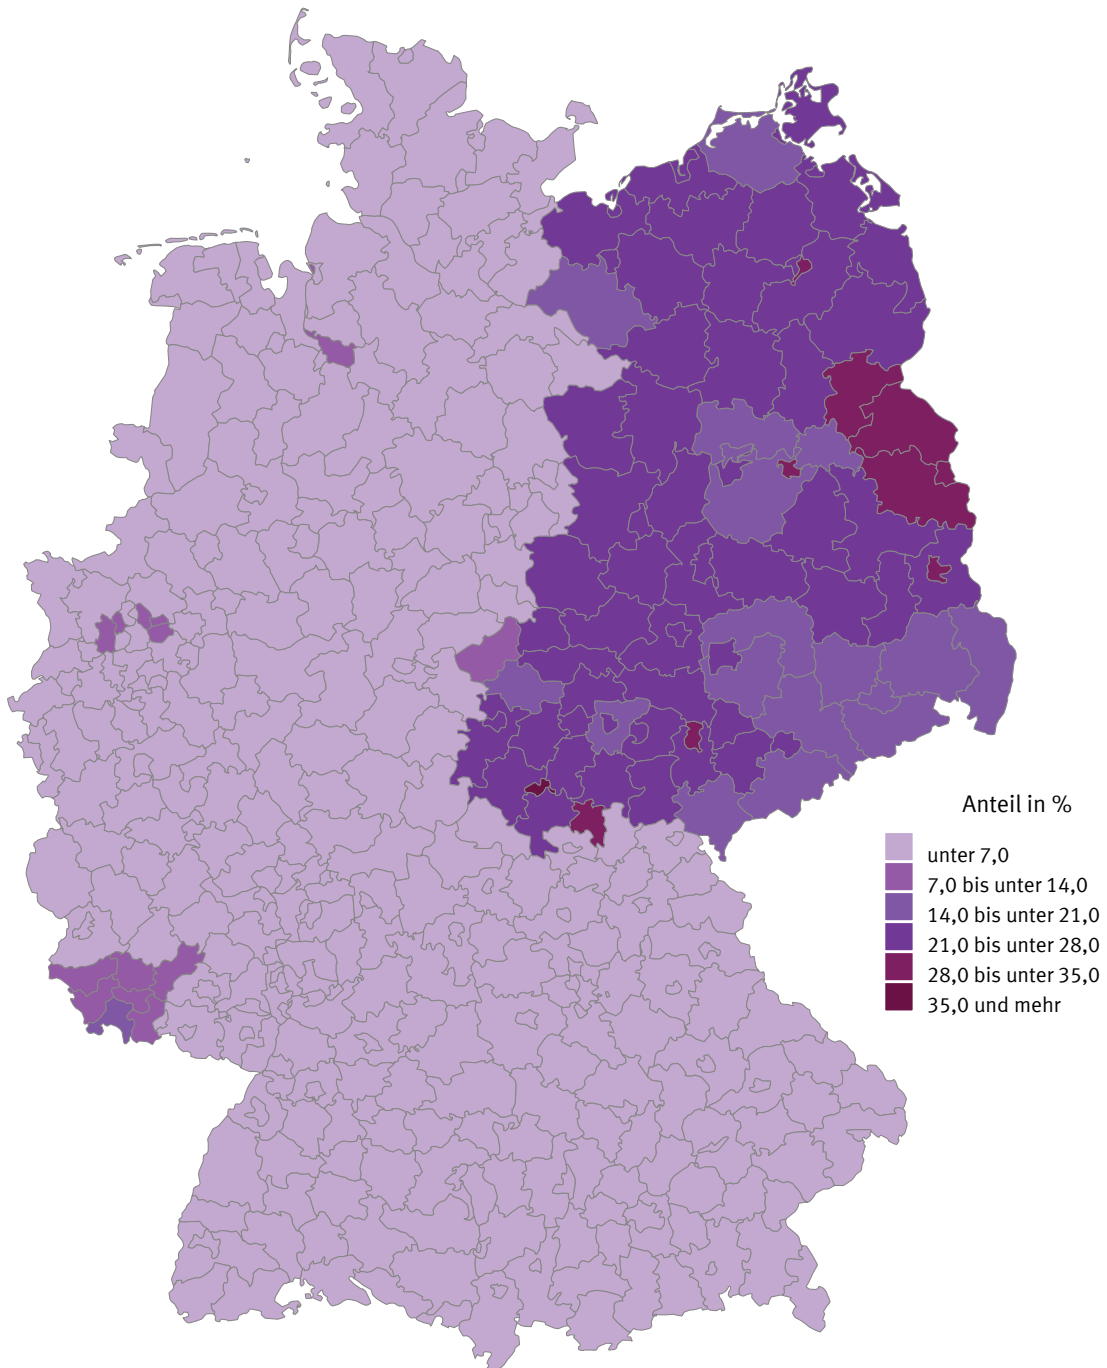 Anteil in %
unter 7,0
7,0 bis unter 14,0
14,0 bis unter 21,0
21,0 bis unter 28,0
28,0 bis unter 35,0
35,0 und mehr